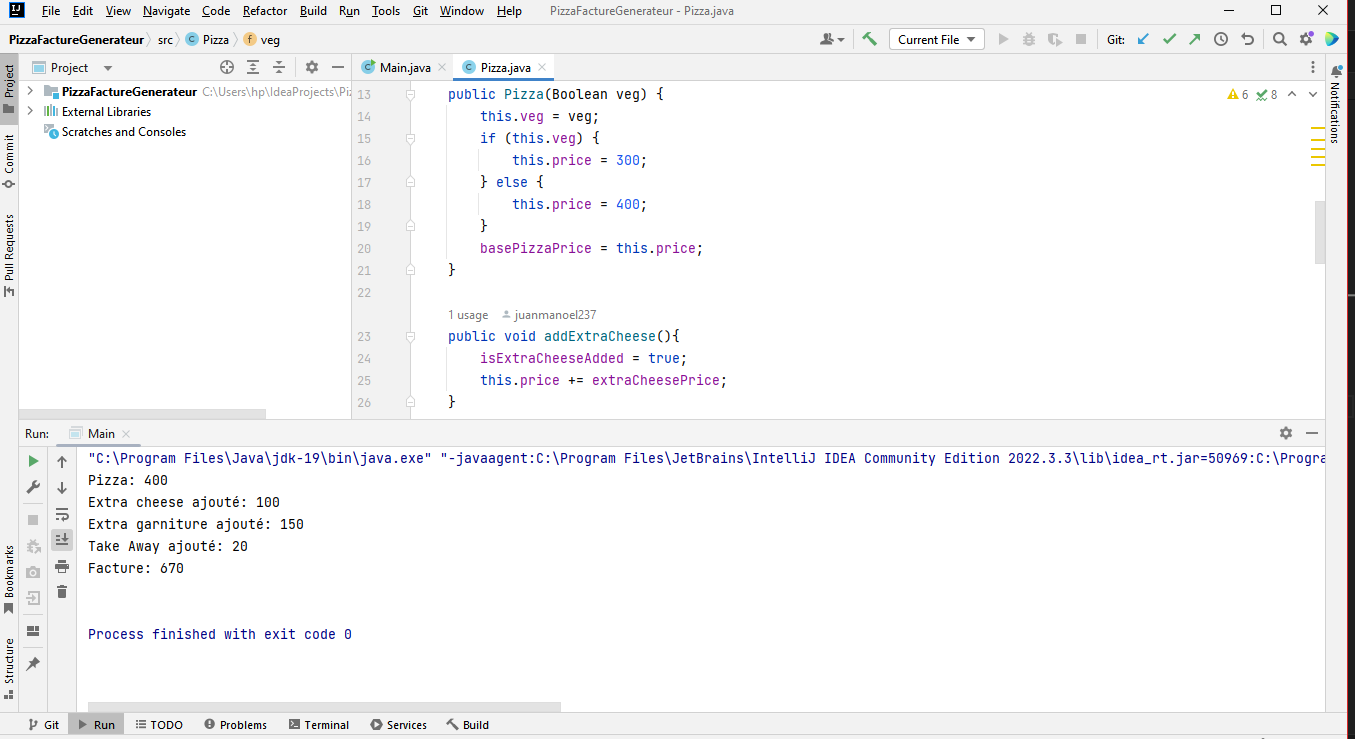 File Edit View Navigate Code Refactor Build Run Tools Git Window Help PizzaFactureGenerateur - Pizza.java
PizzaFactureGenerateur src Pizza veg Current File Git:
Project Main.java Pizza.java
PizzaFactureGenerateur C:\Users\hp\IdeaProjects\Piz
External Libraries
Scratches and Consoles
Project
Commit
Pull Requests
Bookmarks
Structure
Notifications
6 8
13 public Pizza(Boolean veg) {
14 this.veg = veg;
15 if (this.veg) {
16 this.price = 300;
17 } else {
18 this.price = 400;
19 }
20 basePizzaPrice = this.price;
21 }
22
1 usage juanmanoel237
23 public void addExtraCheese(){
24 isExtraCheeseAdded = true;
25 this.price += extraCheesePrice;
26 }
Run: Main
"C:\Program Files\Java\jdk-19\bin\java.exe" "-javaagent:C:\Program Files\JetBrains\IntelliJ IDEA Community Edition 2022.3.3\lib\idea_rt.jar=50969:C:\Progra
Pizza: 400
Extra cheese ajouté: 100
Extra garniture ajouté: 150
Take Away ajouté: 20
Facture: 670
Process finished with exit code 0
Git Run TODO Problems Terminal Services Build